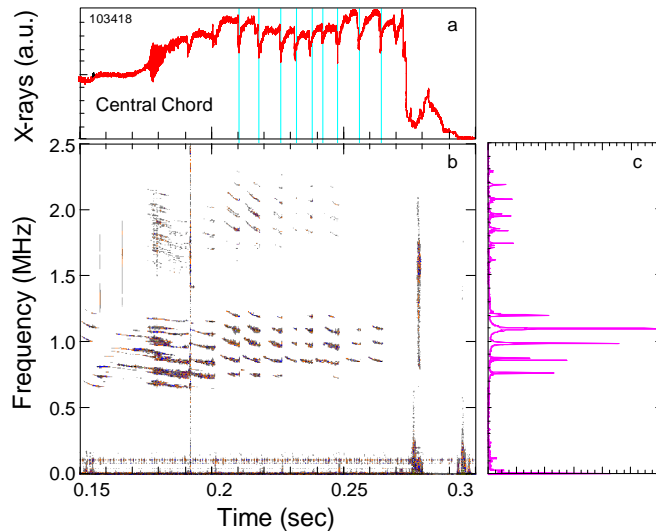 103418
a
X-rays (a.u.)
Central Chord
2.5
b
c
2.0
1.5
1.0
0.5
0.0
Frequency (MHz)
0.15
0.2
0.25
0.3
Time (sec)